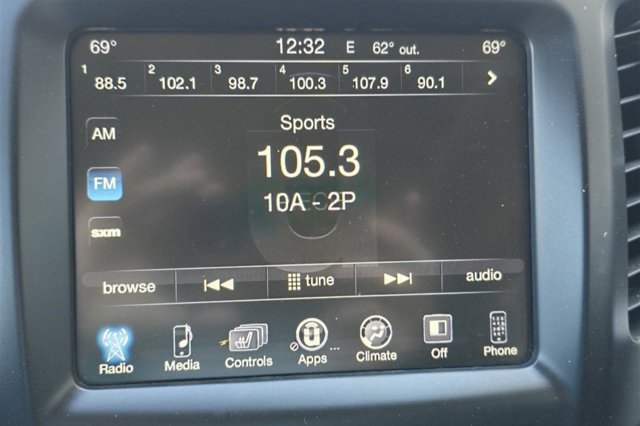 69° 12:32 E 62° out. 69°
1 88.5 2 102.1 3 98.7 4 100.3 5 107.9 6 90.1
AM
Sports
105.3
FM
10A - 2P
sxm
browse tune audio
Radio Media Controls Apps Climate Off Phone